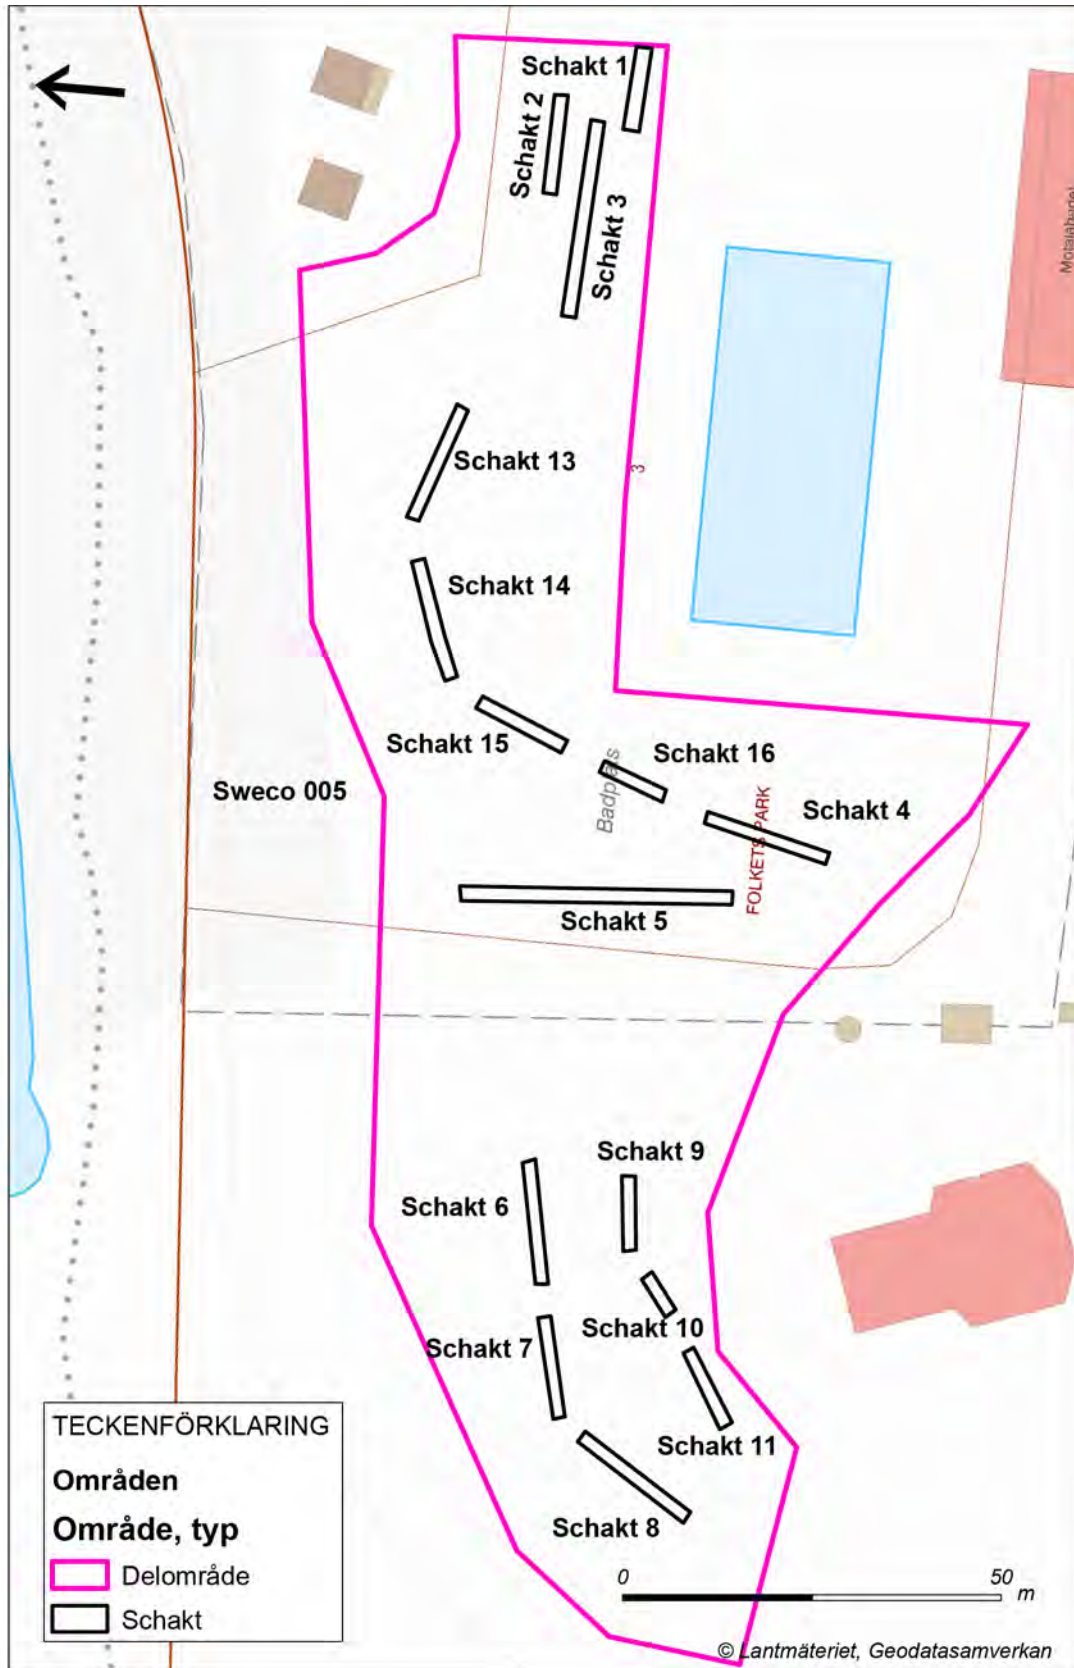 Schakt 1
Schakt 2
Schakt 3
Schakt 13
3
Schakt 14
Schakt 15
Schakt 16
Badplats
Sweco 005
Schakt 4
FOLKETS PARK
Schakt 5
Schakt 9
Schakt 6
Schakt 10
Schakt 7
Schakt 11
Schakt 8
TECKENFÖRKLARING
Områden
Område, typ
Delområde
Schakt
0 50
m
© Lantmäteriet, Geodatasamverkan